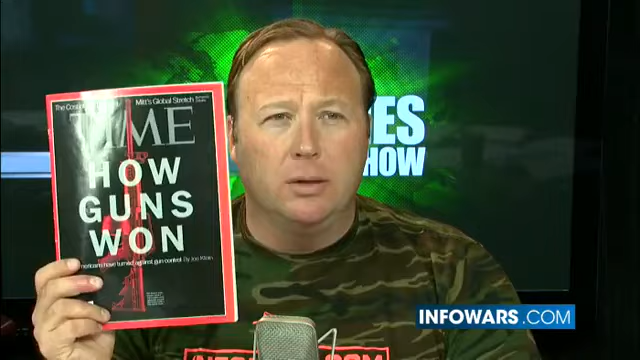 Mitt's Global Stretch
TIME
HOW
GUNS
WON
have turned against gun control By Joe Klein
ES
HOW
INFOWARS.COM